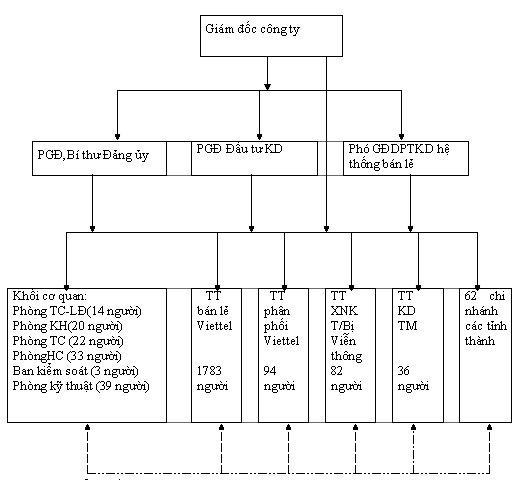 Giám đốc công ty
PGĐ, Bí thư Đảng ủy
PGĐ Đầu tư KD
Phó GĐDPTKD hệ
thống bán lẻ
Khối cơ quan:
Phòng TC-LĐ(14 người)
Phòng KH(20 người)
Phòng TC (22 người)
PhòngHC (33 người)
Ban kiểm soát (3 người)
Phòng kỹ thuật (39 người)
TT
bán lẻ
Viettel
1783
người
TT
phân
phối
Viettel
94
người
TT
XNK
T/Bị
Viễn
thông
82
người
TT
KD
TM
36
người
62 chi
nhánh
các tỉnh
thành